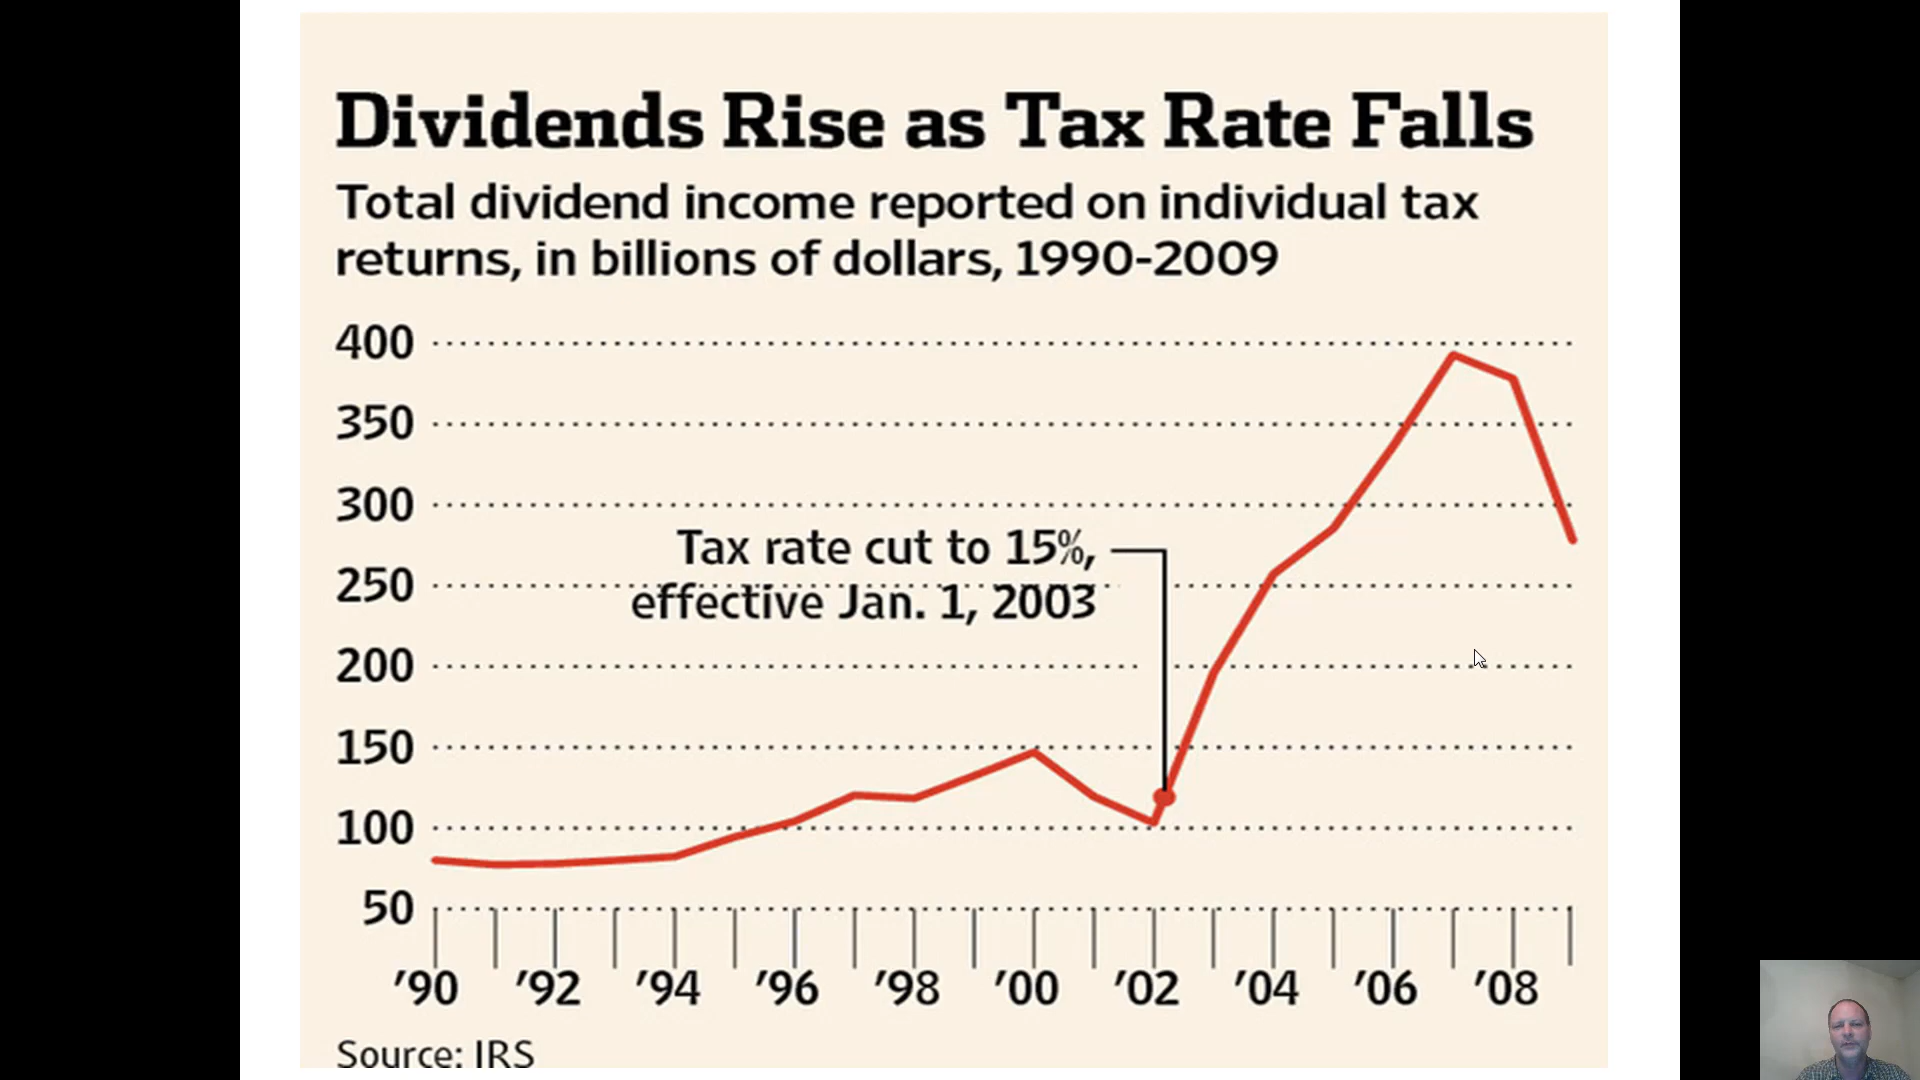 Dividends Rise as Tax Rate Falls
Total dividend income reported on individual tax
returns, in billions of dollars, 1990-2009
400
350
300
Tax rate cut to 15%,
250
effective Jan. 1, 2003
200
150
100
50
’90 ’92 ’94 ’96 ’98 ’00 ’02 ’04 ’06 ’08
Source: IRS